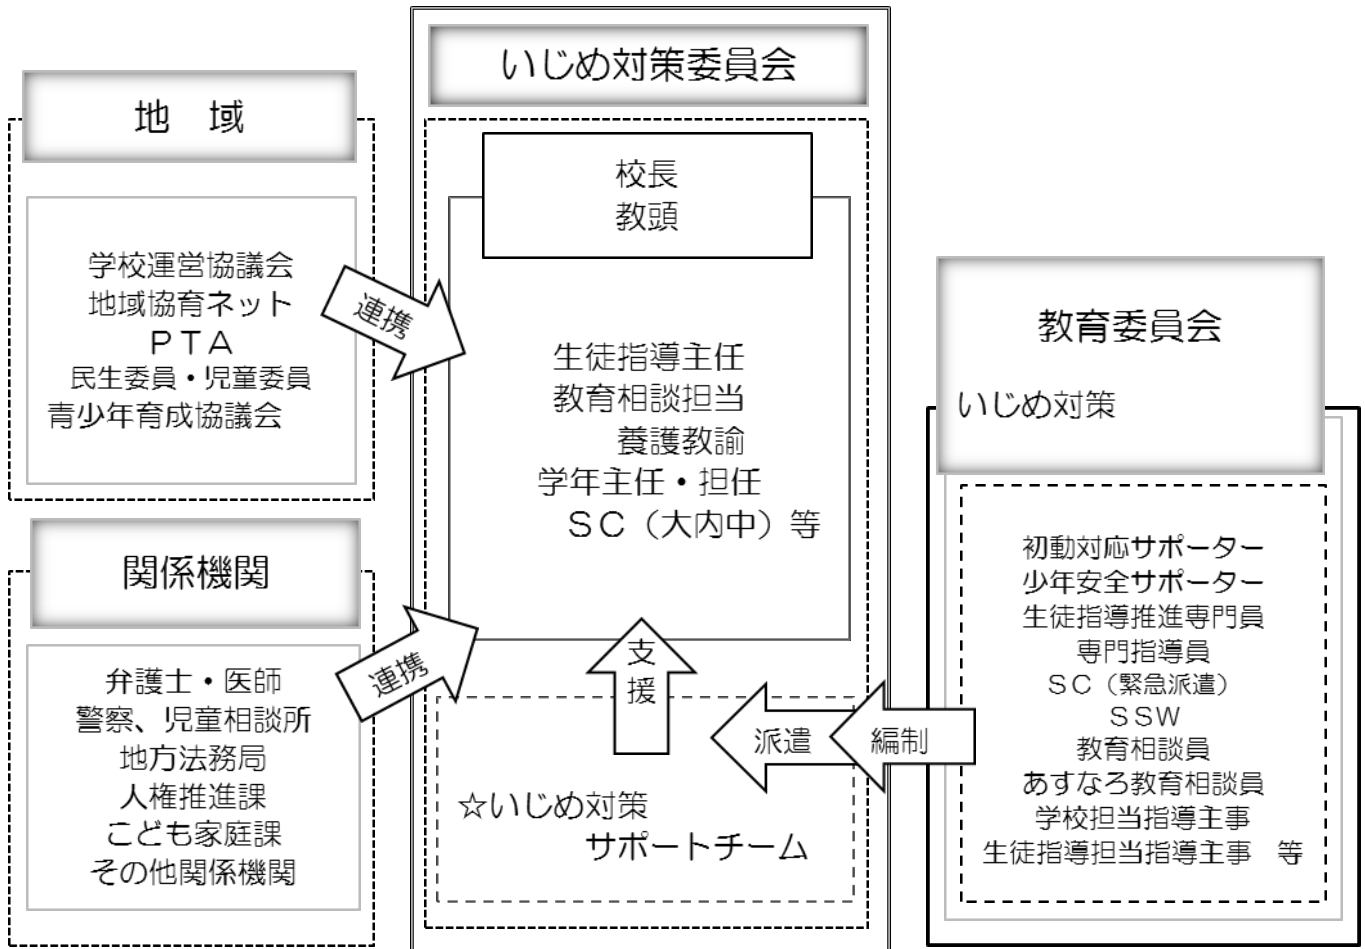 地　域
学校運営協議会
地域協育ネット
ＰＴＡ
民生委員・児童委員
青少年育成協議会
連携
関係機関
弁護士・医師
警察、児童相談所
地方法務局
人権推進課
こども家庭課
その他関係機関
連携
いじめ対策委員会
校長
教頭
生徒指導主任
教育相談担当
養護教諭
学年主任・担任
ＳＣ（大内中）等
支
援
☆いじめ対策
サポートチーム
派遣
編制
教育委員会
いじめ対策
初動対応サポーター
少年安全サポーター
生徒指導推進専門員
専門指導員
ＳＣ（緊急派遣）
ＳＳＷ
教育相談員
あすなろ教育相談員
学校担当指導主事
生徒指導担当指導主事　等